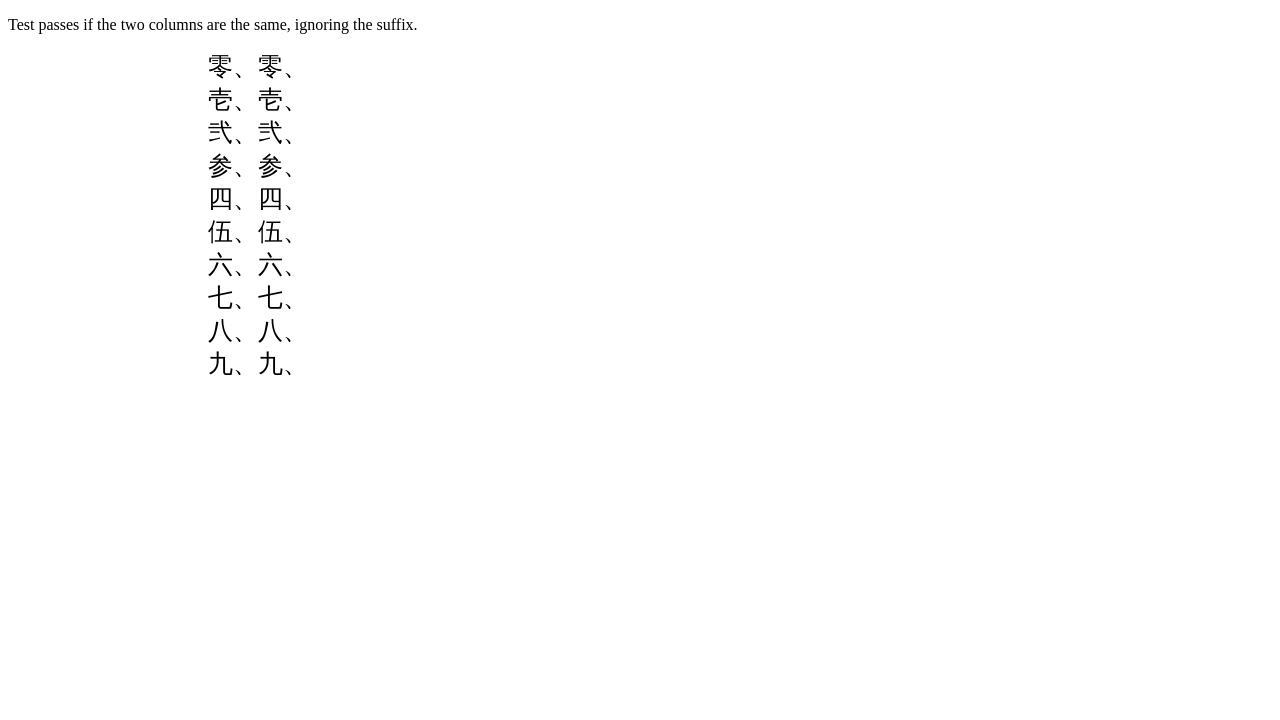 Test passes if the two columns are the same, ignoring the suffix.
零、零、
壱、壱、
弐、弐、
参、参、
四、四、
伍、伍、
六、六、
七、七、
八、八、
九、九、